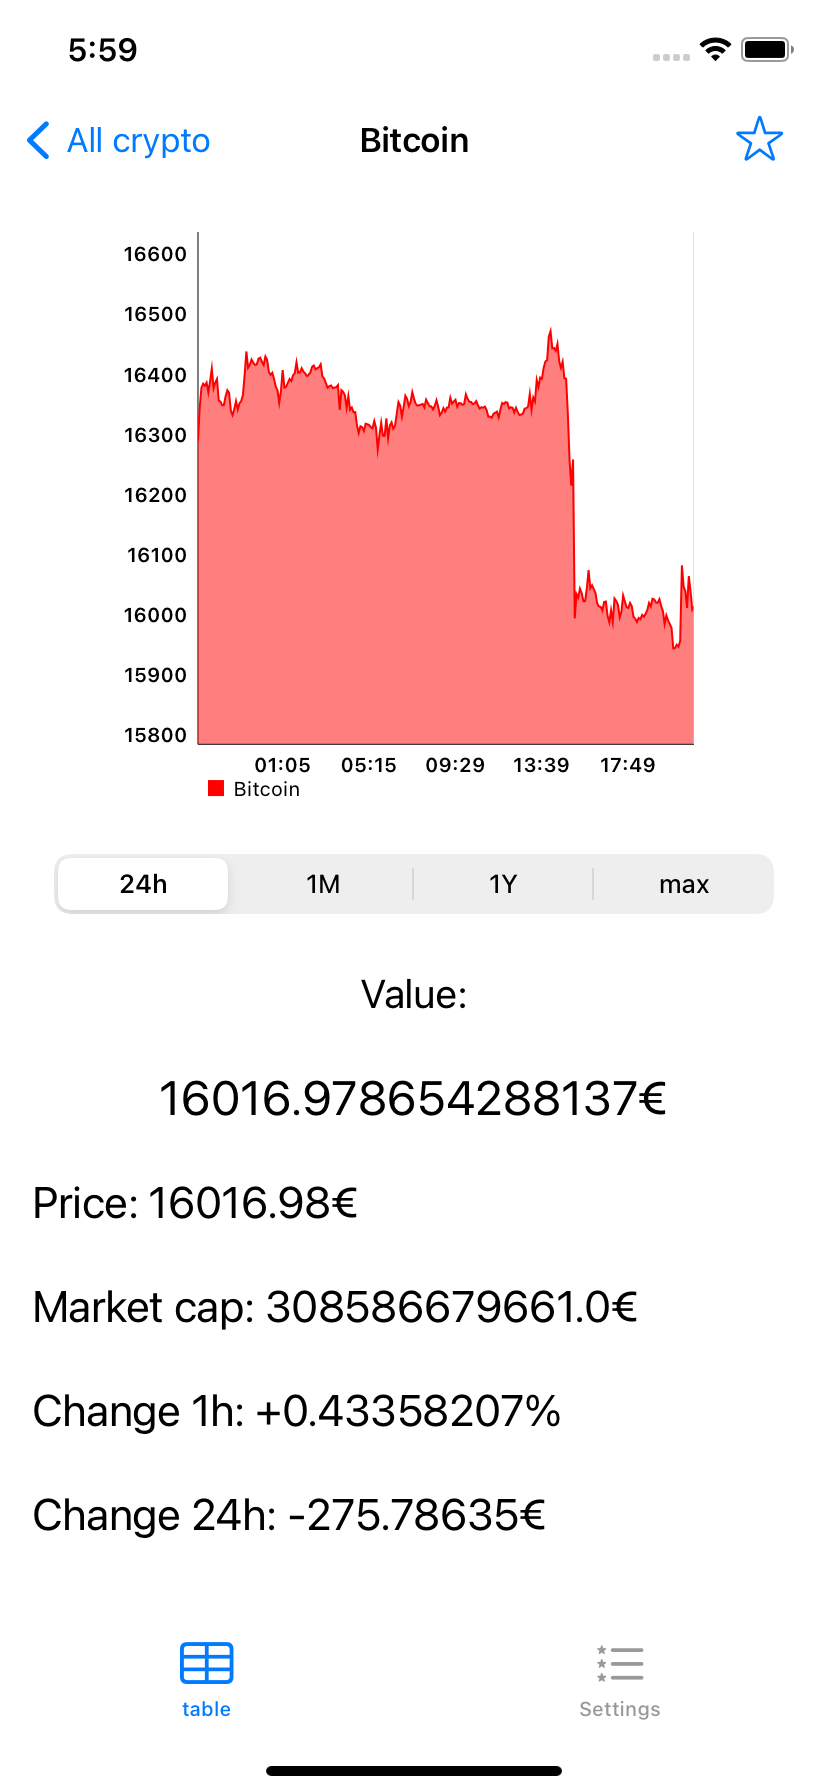 5:59
All crypto
Bitcoin
16600
16500
16400
16300
16200
16100
16000
15900
15800
01:05 05:15 09:29 13:39 17:49
Bitcoin
24h 1M 1Y max
Value:
16016.978654288137€
Price: 16016.98€
Market cap: 308586679661.0€
Change 1h: +0.43358207%
Change 24h: -275.78635€
table Settings